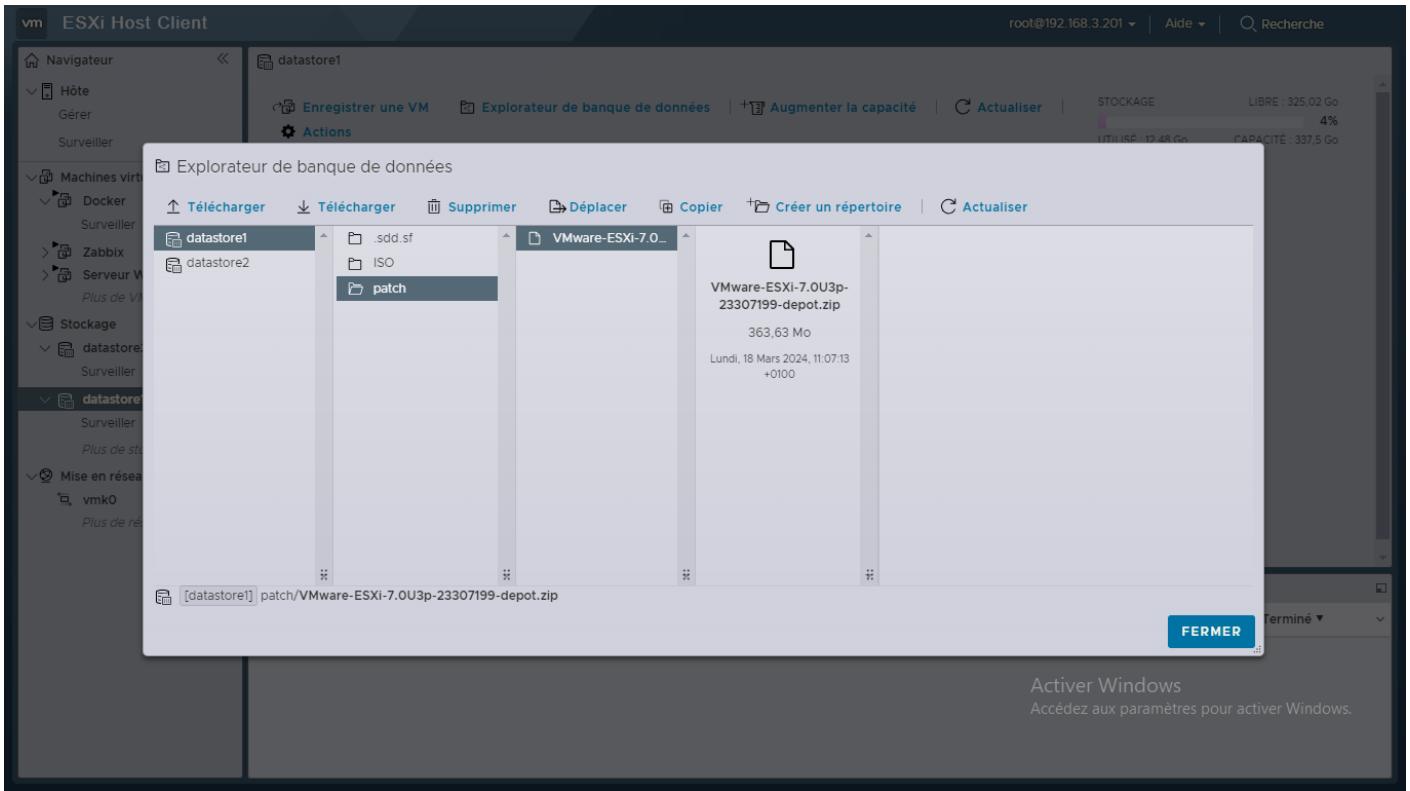 vm ESXi Host Client
root@192.168.3.201 Aide Recherche
Navigateur
datastore1
Hôte
Gérer
Surveiller
Enregistrer une VM Explorateur de banque de données Augmenter la capacité Actualiser
Actions
STOCKAGE LIBRE : 325,02 Go
4%
UTILISÉ : 12,48 Go CAPACITÉ : 337,5 Go
Machines virt
Docker
Surveiller
Zabbix
Serveur W
Plus de VM
Stockage
datastore
Surveiller
datastore1
Surveiller
Plus de sto
Mise en résea
vmk0
Plus de ré
Explorateur de banque de données
Télécharger Télécharger Supprimer Déplacer Copier Créer un répertoire Actualiser
datastore1
datastore2
.sdd.sf
ISO
patch
VMware-ESXi-7.0...
VMware-ESXi-7.0U3p-
23307199-depot.zip
363,63 Mo
Lundi, 18 Mars 2024, 11:07:13
+0100
[datastore1] patch/VMware-ESXi-7.0U3p-23307199-depot.zip
FERMER
Terminé
Activer Windows
Accédez aux paramètres pour activer Windows.